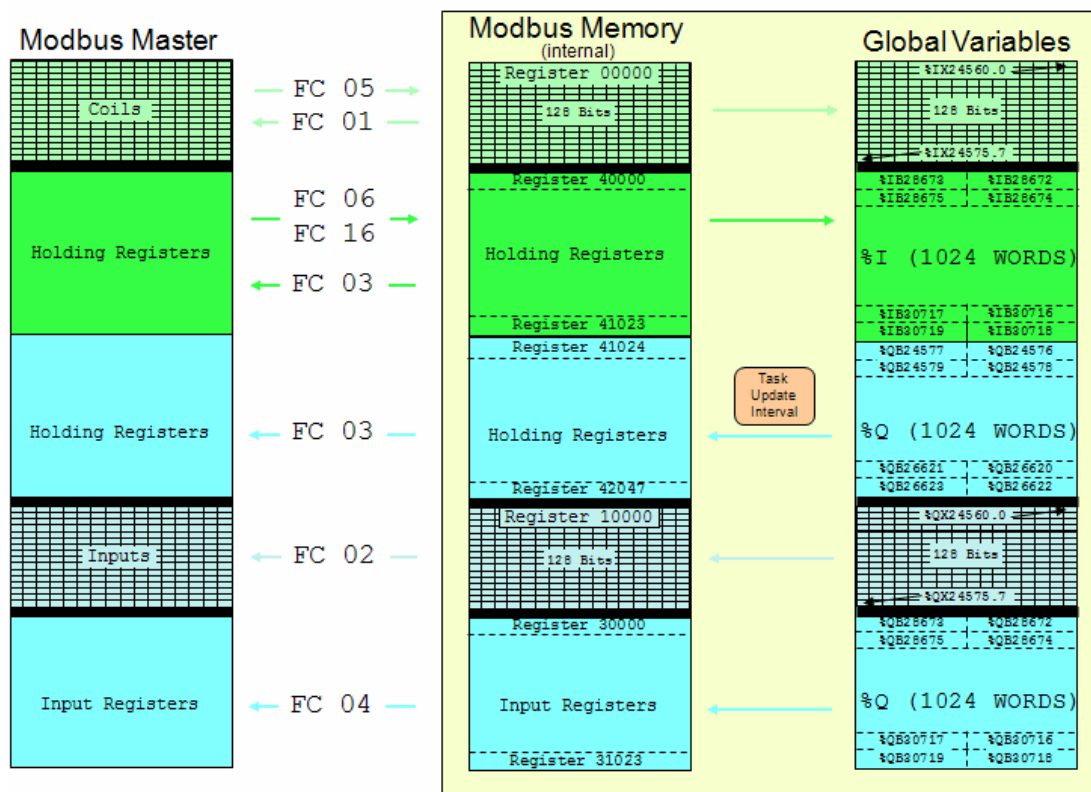 Modbus Master
Coils
Holding Registers
Holding Registers
Inputs
Input Registers
FC 05
FC 01
FC 06
FC 16
FC 03
FC 03
FC 02
FC 04
Modbus Memory
(internal)
Register 00000
128 Bits
Register 40000
Holding Registers
Register 41023
Register 41024
Holding Registers
Register 42047
Register 10000
128 Bits
Register 30000
Input Registers
Register 31023
Task
Update
Interval
Global Variables
%IX24560.0
128 Bits
%IX24575.7
%IB28673 %IB28672
%IB28675 %IB28674
%I (1024 WORDS)
%IB30717 %IB30716
%IB30719 %IB30718
%QB24577 %QB24576
%QB24579 %QB24578
%Q (1024 WORDS)
%QB26621 %QB26620
%QB26623 %QB26622
%QX24560.0
128 Bits
%QX24575.7
%QB28673 %QB28672
%QB28675 %QB28674
%Q (1024 WORDS)
%QB30717 %QB30716
%QB30719 %QB30718